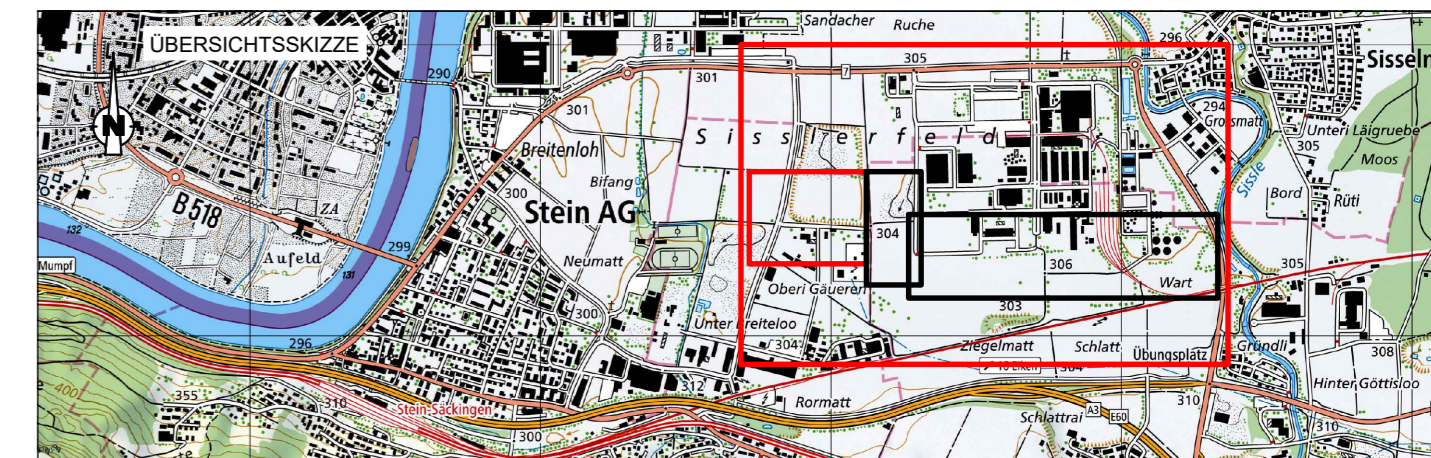 ÜBERSICHTSSKIZZE
N
Sandacher
Ruche
296
Sisseln
290
301
7
305
294
Grossmatt
Unteri Läigruebe
305
Moos
Sisslerfeld
Breitenloh
Bifang
300
Stein AG
Sissle
Bord
Rüti
B 518
ZA
Aufeld
132
131
299
Neumatt
304
306
305
Mumpf
Oberi Gäueren
Wart
303
300
Unter Breiteloo
296
304
Ziegelmatt
Schlatt
Übungsplatz
Gründli
308
400
355
310
312
Hinter Göttisloo
Stein-Säckingen
Rormatt
Schlattrai
A3
E60
310
300
310